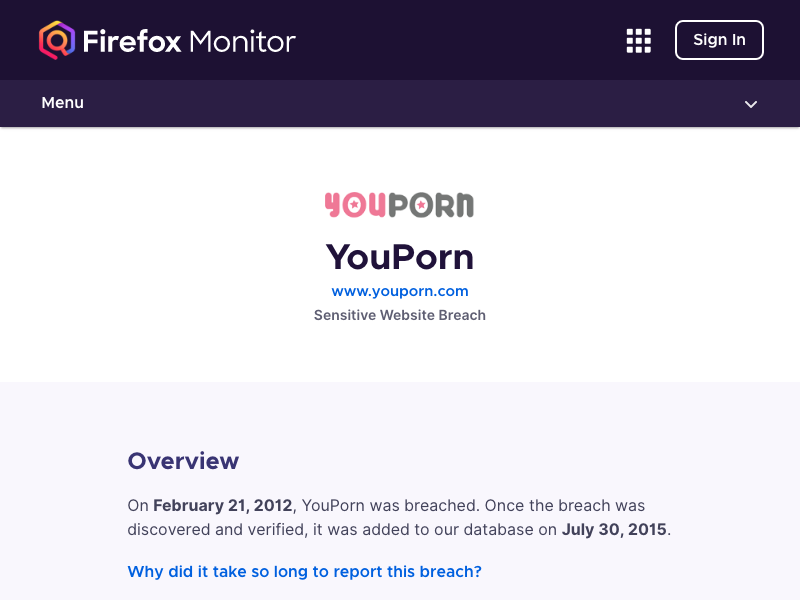 Firefox Monitor
Sign In
Menu
YOUPORN
YouPorn
www.youporn.com
Sensitive Website Breach
Overview
On February 21, 2012, YouPorn was breached. Once the breach was
discovered and verified, it was added to our database on July 30, 2015.
Why did it take so long to report this breach?